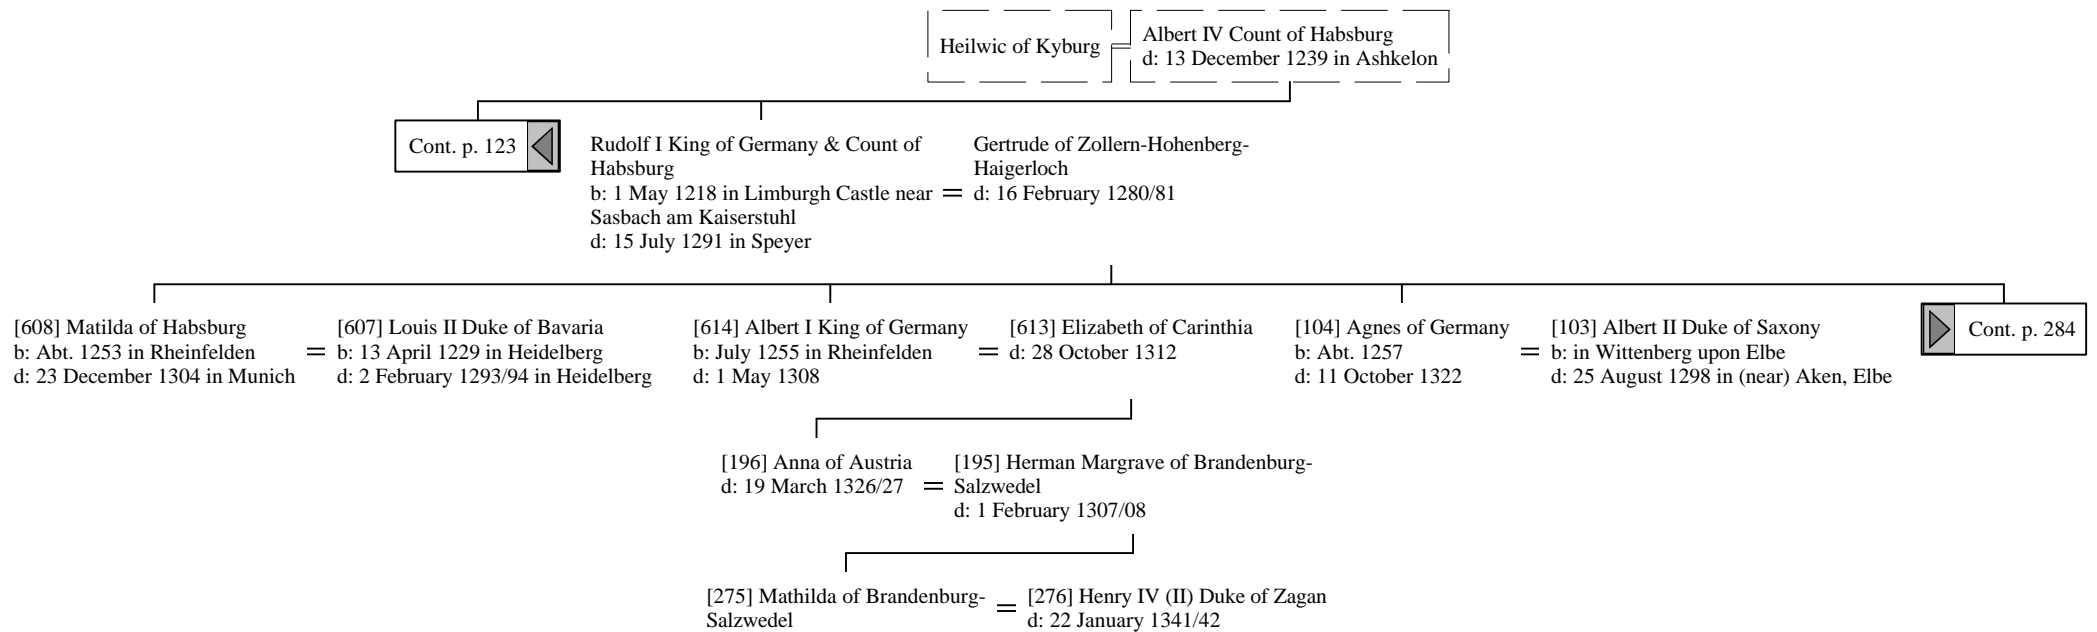 Heilwic of Kyburg
Albert IV Count of Habsburg
d: 13 December 1239 in Ashkelon
Cont. p. 123
Rudolf I King of Germany & Count of
Habsburg
b: 1 May 1218 in Limburgh Castle near
Sasbach am Kaiserstuhl
d: 15 July 1291 in Speyer
=
Gertrude of Zollern-Hohenberg-
Haigerloch
d: 16 February 1280/81
[608] Matilda of Habsburg
b: Abt. 1253 in Rheinfelden
d: 23 December 1304 in Munich
=
[607] Louis II Duke of Bavaria
b: 13 April 1229 in Heidelberg
d: 2 February 1293/94 in Heidelberg
[614] Albert I King of Germany
b: July 1255 in Rheinfelden
d: 1 May 1308
=
[613] Elizabeth of Carinthia
d: 28 October 1312
[104] Agnes of Germany
b: Abt. 1257
d: 11 October 1322
=
[103] Albert II Duke of Saxony
b: in Wittenberg upon Elbe
d: 25 August 1298 in (near) Aken, Elbe
Cont. p. 284
[196] Anna of Austria
d: 19 March 1326/27
=
[195] Herman Margrave of Brandenburg-
Salzwedel
d: 1 February 1307/08
[275] Mathilda of Brandenburg-
Salzwedel
=
[276] Henry IV (II) Duke of Zagan
d: 22 January 1341/42